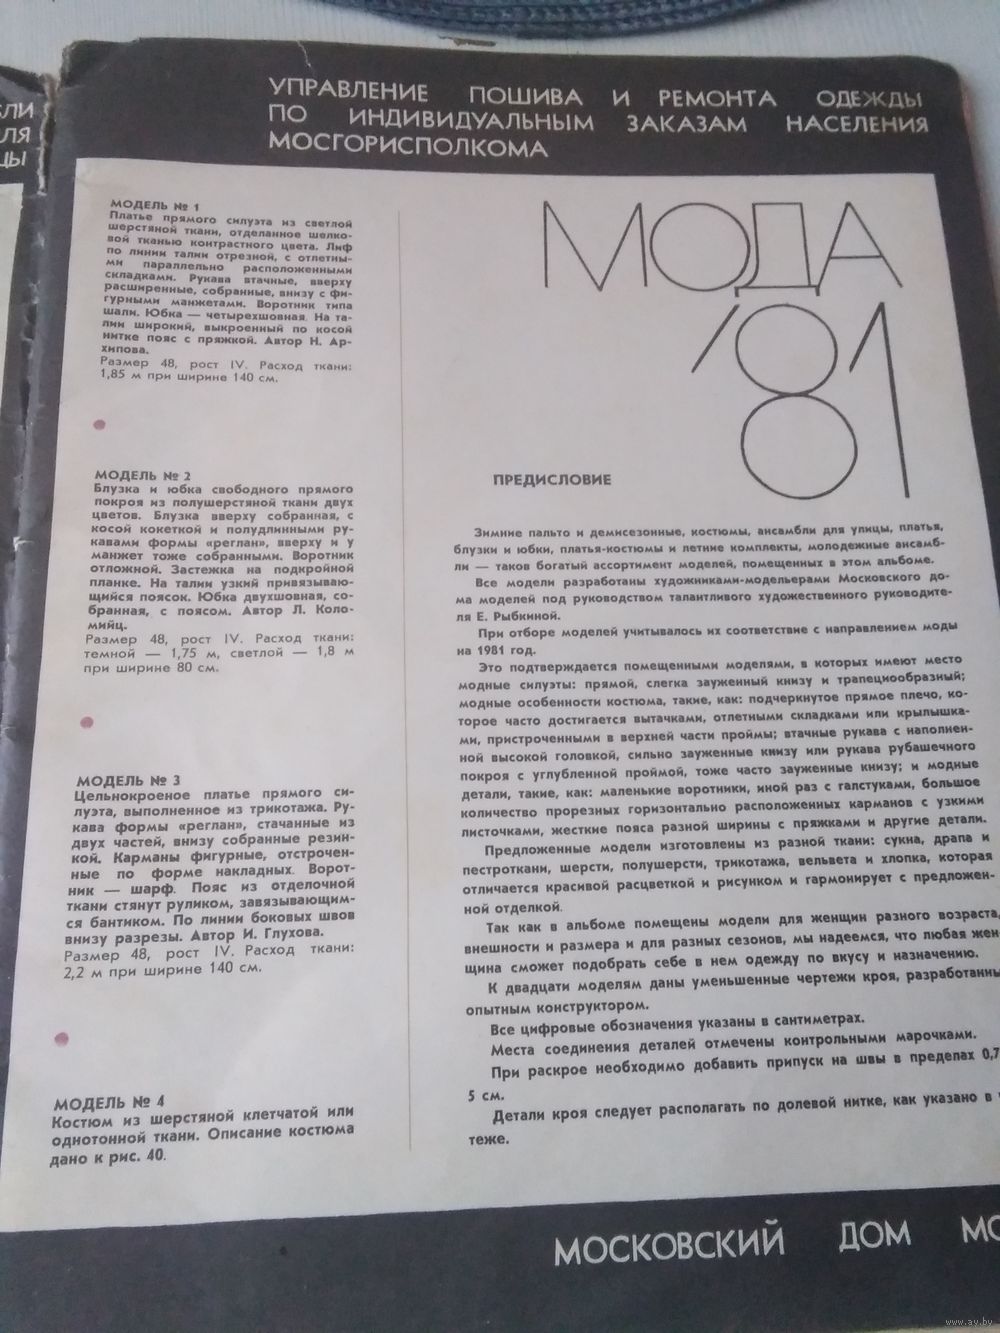 ЛИ
ЛЯ
ЦЫ
УПРАВЛЕНИЕ ПОШИВА И РЕМОНТА ОДЕЖДЫ
ПО ИНДИВИДУАЛЬНЫМ ЗАКАЗАМ НАСЕЛЕНИЯ
МОСГОРИСПОЛКОМА
МОДЕЛЬ № 1
Платье прямого силуэта из светлой
шерстяной ткани, отделанное шелко-
вой тканью контрастного цвета. Лиф
по линии талии отрезной, с отлетны-
ми параллельно расположенными
складками. Рукава втачные, вверху
расширенные, собранные, внизу с фи-
гурными манжетами. Воротник типа
шали. Юбка — четырехшовная. На та-
лии широкий, выкроенный по косой
нитке пояс с пряжкой. Автор Н. Ар-
хипова.
Размер 48, рост IV. Расход ткани:
1,85 м при ширине 140 см.
МОДЕЛЬ № 2
Блузка и юбка свободного прямого
покроя из полушерстяной ткани двух
цветов. Блузка вверху собранная, с
косой кокеткой и полудлинными ру-
кавами формы «реглан», вверху и у
манжет тоже собранными. Воротник
отложной. Застежка на подкройной
планке. На талии узкий привязываю-
щийся поясок. Юбка двухшовная, со-
бранная, с поясом. Автор Л. Коло-
мийц.
Размер 48, рост IV. Расход ткани:
темной — 1,75 м, светлой — 1,8 м
при ширине 80 см.
МОДЕЛЬ № 3
Цельнокроеное платье прямого си-
луэта, выполненное из трикотажа. Ру-
кава формы «реглан», стачанные из
двух частей, внизу собранные резин-
кой. Карманы фигурные, отстрочен-
ные по форме накладных. Ворот-
ник — шарф. Пояс из отделочной
ткани стянут руликом, завязывающим-
ся бантиком. По линии боковых швов
внизу разрезы. Автор И. Глухова.
Размер 48, рост IV. Расход ткани:
2,2 м при ширине 140 см.
МОДЕЛЬ № 4
Костюм из шерстяной клетчатой или
однотонной ткани. Описание костюма
дано к рис. 40.
МОДА
'81
ПРЕДИСЛОВИЕ
Зимние пальто и демисезонные, костюмы, ансамбли для улицы, платья,
блузки и юбки, платья-костюмы и летние комплекты, молодежные ансамб-
ли — таков богатый ассортимент моделей, помещенных в этом альбоме.
Все модели разработаны художниками-модельерами Московского до-
ма моделей под руководством талантливого художественного руководите-
ля Е. Рыбкиной.
При отборе моделей учитывалось их соответствие с направлением моды
на 1981 год.
Это подтверждается помещенными моделями, в которых имеют место
модные силуэты: прямой, слегка зауженный книзу и трапециообразный;
модные особенности костюма, такие, как: подчеркнутое прямое плечо, ко-
торое часто достигается вытачками, отлетными складками или крылышка-
ми, пристроченными в верхней части проймы; втачные рукава с наполнен-
ной высокой головкой, сильно зауженные книзу или рукава рубашечного
покроя с углубленной проймой, тоже часто зауженные книзу; и модные
детали, такие, как: маленькие воротники, иной раз с галстуками, большое
количество прорезных горизонтально расположенных карманов с узкими
листочками, жесткие пояса разной ширины с пряжками и другие детали.
Предложенные модели изготовлены из разной ткани: сукна, драпа и
пестроткани, шерсти, полушерсти, трикотажа, вельвета и хлопка, которая
отличается красивой расцветкой и рисунком и гармонирует с предложен-
ной отделкой.
Так как в альбоме помещены модели для женщин разного возраста,
внешности и размера и для разных сезонов, мы надеемся, что любая жен-
щина сможет подобрать себе в нем одежду по вкусу и назначению.
К двадцати моделям даны уменьшенные чертежи кроя, разработанны
опытным конструктором.
Все цифровые обозначения указаны в сантиметрах.
Места соединения деталей отмечены контрольными марочками.
При раскрое необходимо добавить припуск на швы в пределах 0,7
5 см.
Детали кроя следует располагать по долевой нитке, как указано в
теже.
МОСКОВСКИЙ ДОМ МО
www.ay.by